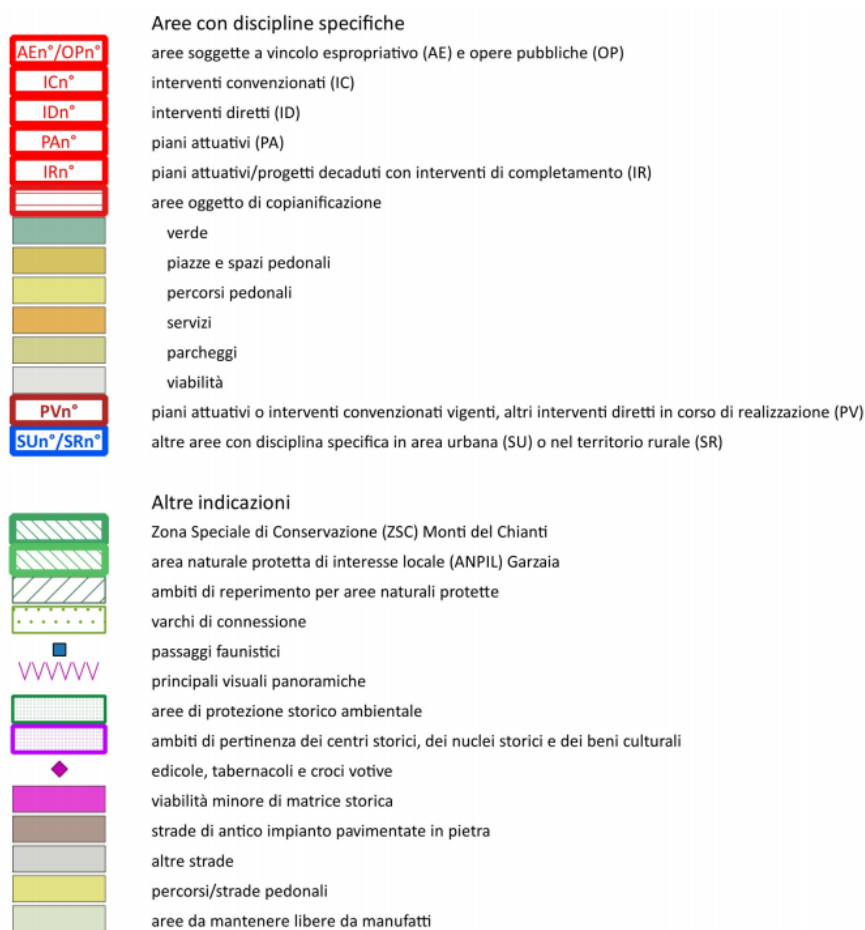 Aree con discipline specifiche
AEn°/OPn° aree soggette a vincolo espropriativo (AE) e opere pubbliche (OP)
ICn° interventi convenzionati (IC)
IDn° interventi diretti (ID)
PAn° piani attuativi (PA)
IRn° piani attuativi/progetti decaduti con interventi di completamento (IR)
aree oggetto di copianificazione
verde
piazze e spazi pedonali
percorsi pedonali
servizi
parcheggi
viabilità
PVn° piani attuativi o interventi convenzionati vigenti, altri interventi diretti in corso di realizzazione (PV)
SUn°/SRn° altre aree con disciplina specifica in area urbana (SU) o nel territorio rurale (SR)
Altre indicazioni
Zona Speciale di Conservazione (ZSC) Monti del Chianti
area naturale protetta di interesse locale (ANPIL) Garzaia
ambiti di reperimento per aree naturali protette
varchi di connessione
passaggi faunistici
principali visuali panoramiche
aree di protezione storico ambientale
ambiti di pertinenza dei centri storici, dei nuclei storici e dei beni culturali
edicole, tabernacoli e croci votive
viabilità minore di matrice storica
strade di antico impianto pavimentate in pietra
altre strade
percorsi/strade pedonali
aree da mantenere libere da manufatti